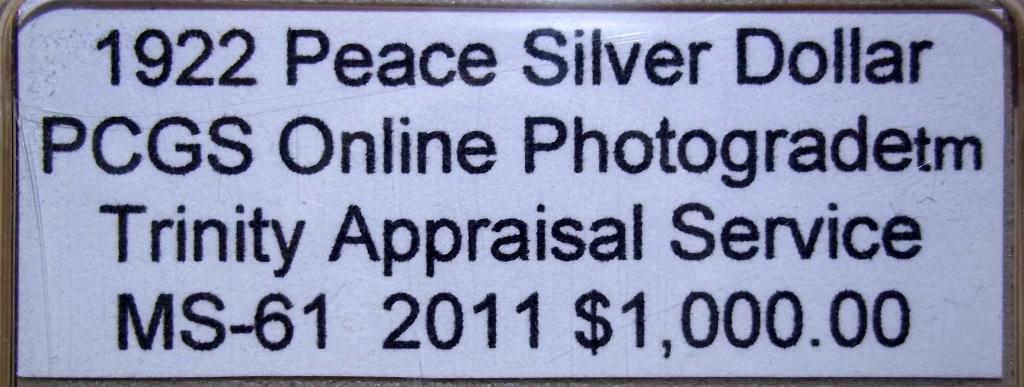 1922 Peace Silver Dollar
PCGS Online Photogradetm
Trinity Appraisal Service
MS-61  2011 $1,000.00